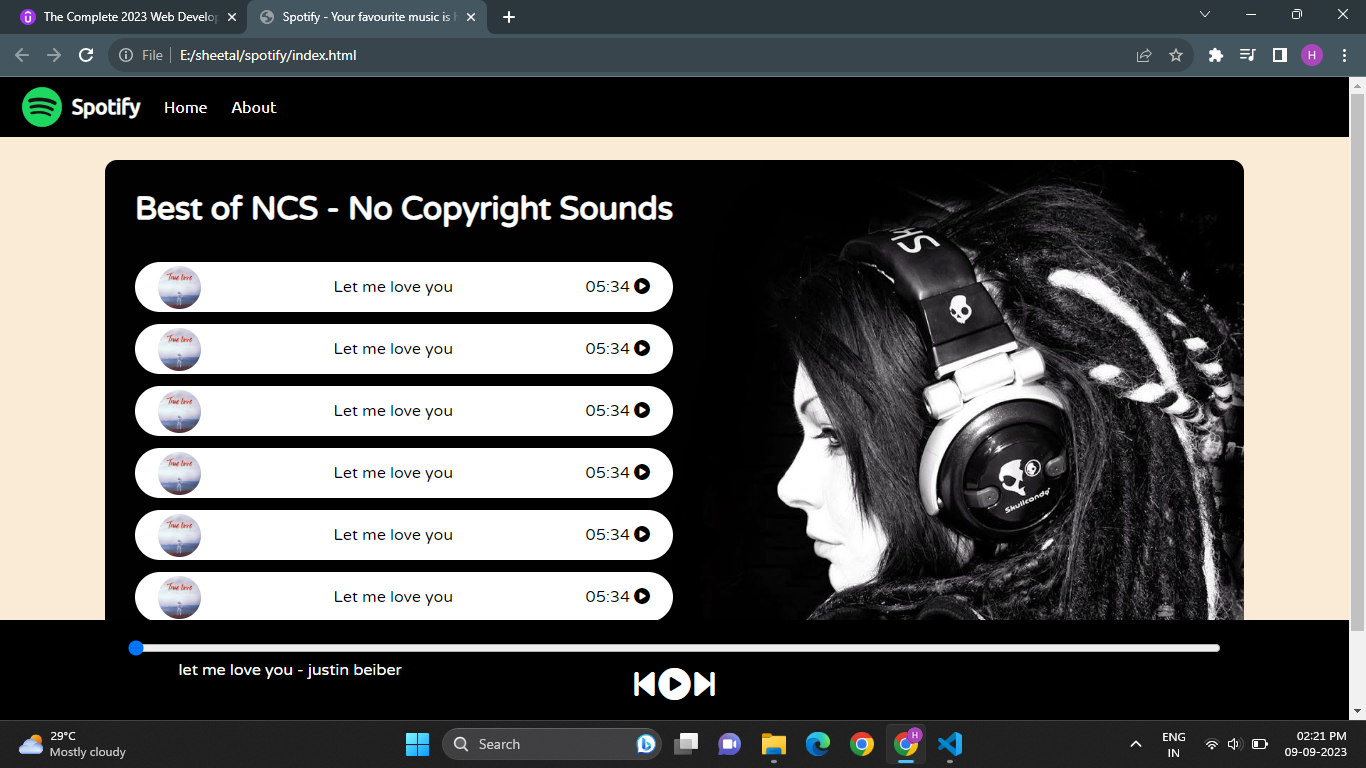 The Complete 2023 Web Develop
Spotify - Your favourite music is h
File
E:/sheetal/spotify/index.html
H
Spotify
Home
About
Best of NCS - No Copyright Sounds
True love
Let me love you
05:34
True love
Let me love you
05:34
True love
Let me love you
05:34
True love
Let me love you
05:34
True love
Let me love you
05:34
True love
Let me love you
05:34
Skullcandy
let me love you - justin beiber
29°C
Mostly cloudy
Search
H
ENG
IN
02:21 PM
09-09-2023